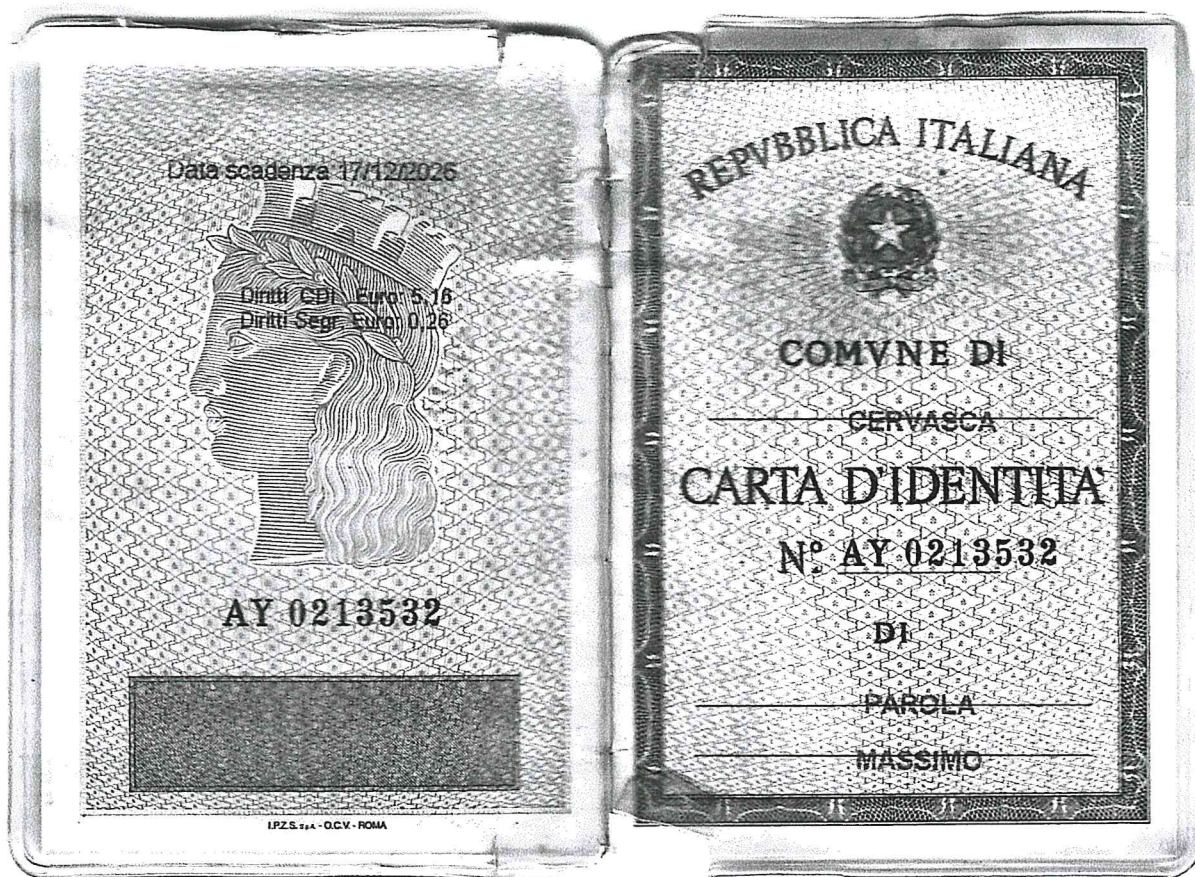 Data scadenza 17/12/2026
Diritti CDI Euro: 5.16
Diritti Segr. Euro: 0.26
AY 0213532
I.P.Z.S. S.p.A. - O.C.V. - ROMA
REPVBBLICA ITALIANA
COMVNE DI
CERVASCA
CARTA D'IDENTITA'
N° AY 0213532
DI
PAROLA
MASSIMO